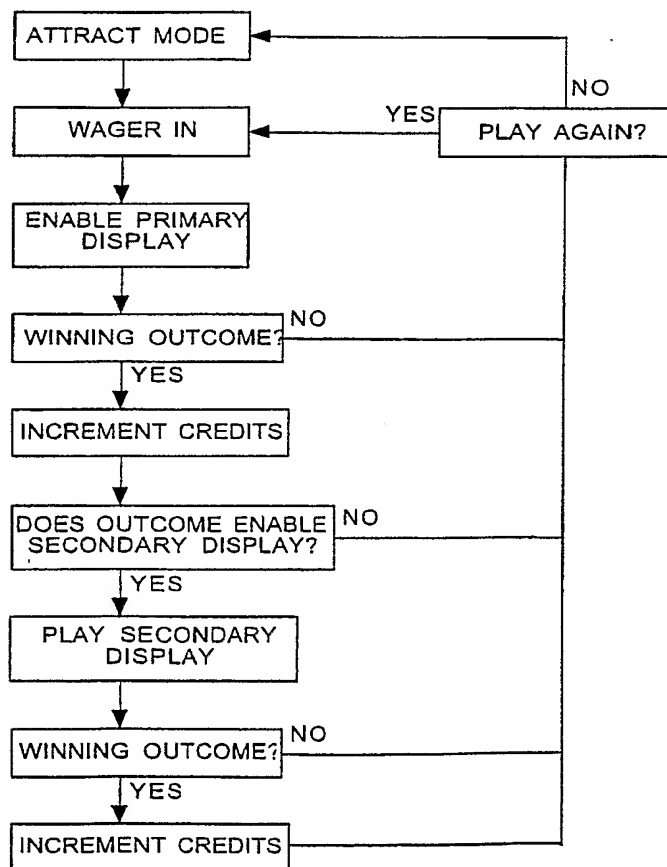 ATTRACT MODE
NO
WAGER IN
YES
PLAY AGAIN?
ENABLE PRIMARY
DISPLAY
WINNING OUTCOME?
NO
YES
INCREMENT CREDITS
DOES OUTCOME ENABLE
SECONDARY DISPLAY?
NO
YES
PLAY SECONDARY
DISPLAY
WINNING OUTCOME?
NO
YES
INCREMENT CREDITS